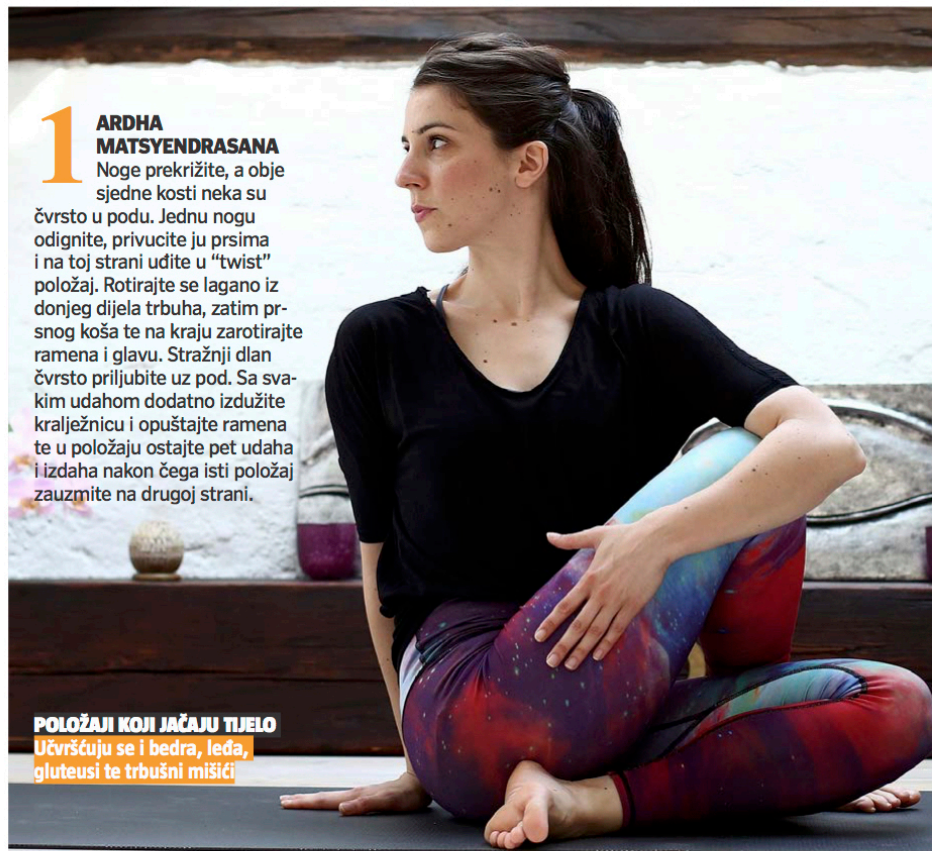 1
ARDHA
MATSYENDRASANA
Noge prekrižite, a obje
sjedne kosti neka su
čvrsto u podu. Jednu nogu
odignite, privucite ju prsima
i na toj strani uđite u “twist”
položaj. Rotirajte se lagano iz
donjeg dijela trbuha, zatim pr-
snog koša te na kraju zarotirajte
ramena i glavu. Stražnji dlan
čvrsto priljubite uz pod. Sa sva-
kim udahom dodatno izdužite
kralježnicu i opuštajte ramena
te u položaju ostajte pet udaha
i izdaha nakon čega isti položaj
zauzmite na drugoj strani.
POLOŽAJI KOJI JAČAJU TIJELO
Učvršćuju se i bedra, leđa,
gluteusi te trbušni mišići